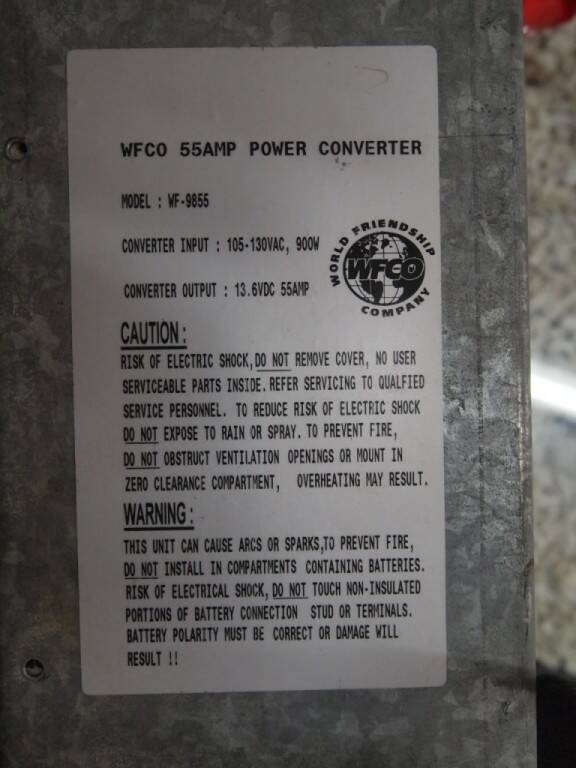 WFCO 55AMP POWER CONVERTER
MODEL : WF-9855
CONVERTER INPUT : 105-130VAC, 900W
WORLD FRIENDSHIP
WFCO
COMPANY
CONVERTER OUTPUT : 13.6VDC 55AMP
CAUTION:
RISK OF ELECTRIC SHOCK, DO NOT REMOVE COVER, NO USER
SERVICEABLE PARTS INSIDE. REFER SERVICING TO QUALFIED
SERVICE PERSONNEL. TO REDUCE RISK OF ELECTRIC SHOCK
DO NOT EXPOSE TO RAIN OR SPRAY. TO PREVENT FIRE,
DO NOT OBSTRUCT VENTILATION OPENINGS OR MOUNT IN
ZERO CLEARANCE COMPARTMENT, OVERHEATING MAY RESULT.
WARNING:
THIS UNIT CAN CAUSE ARCS OR SPARKS,TO PREVENT FIRE,
DO NOT INSTALL IN COMPARTMENTS CONTAINING BATTERIES.
RISK OF ELECTRICAL SHOCK, DO NOT TOUCH NON-INSULATED
PORTIONS OF BATTERY CONNECTION STUD OR TERMINALS.
BATTERY POLARITY MUST BE CORRECT OR DAMAGE WILL
RESULT !!